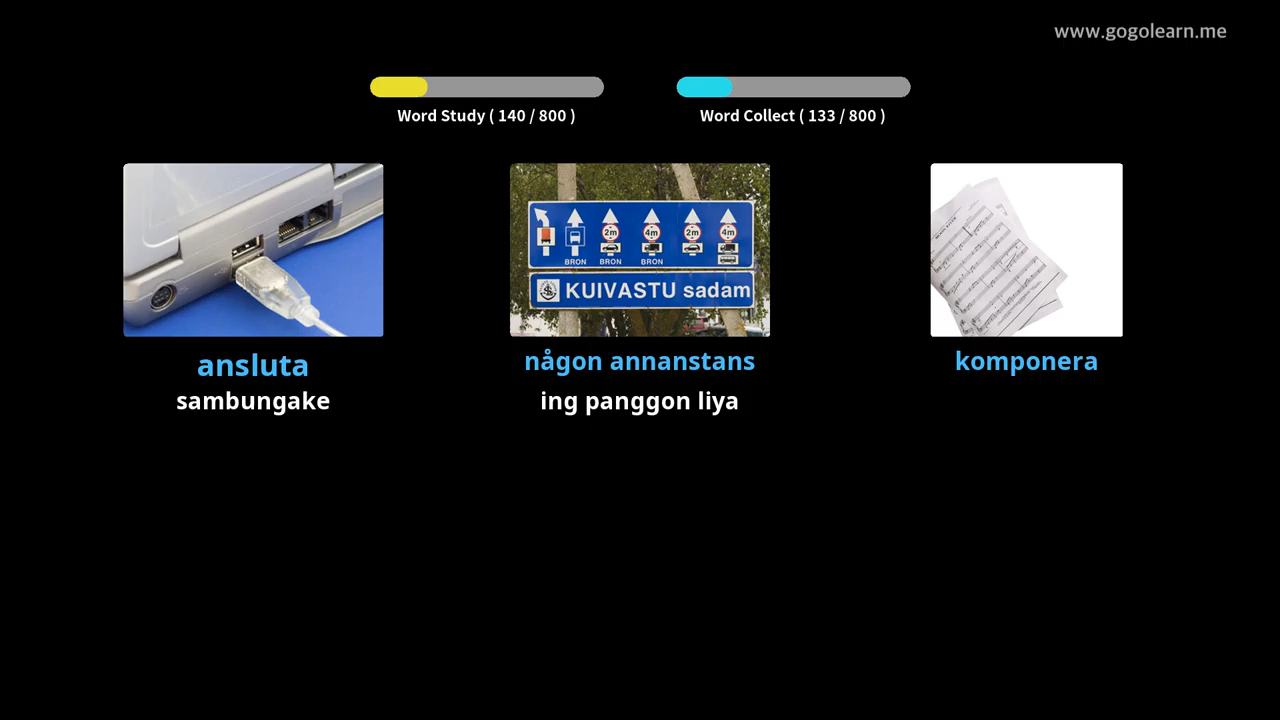 www.gogolearn.me
Word Study ( 140 / 800 )
Word Collect ( 133 / 800 )
2m
4m
2m
4m
BRON
BRON
BRON
KUIVASTU sadam
ansluta
sambungake
någon annanstans
ing panggon liya
komponera